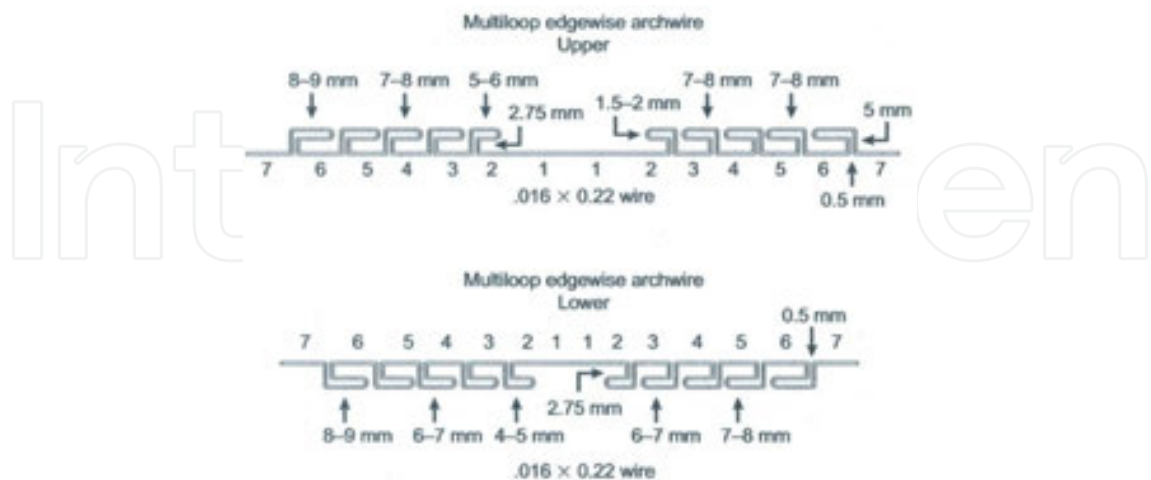 Multiloop edgewise archwire
Upper
8–9 mm 7–8 mm 5–6 mm 7–8 mm 7–8 mm
2.75 mm 1.5–2 mm 5 mm
7 6 5 4 3 2 1 1 2 3 4 5 6 7
.016 × 0.22 wire 0.5 mm
Int en
Multiloop edgewise archwire
Lower
0.5 mm
7 6 5 4 3 2 1 1 2 3 4 5 6 7
2.75 mm
8–9 mm 6–7 mm 4–5 mm 6–7 mm 7–8 mm
.016 × 0.22 wire